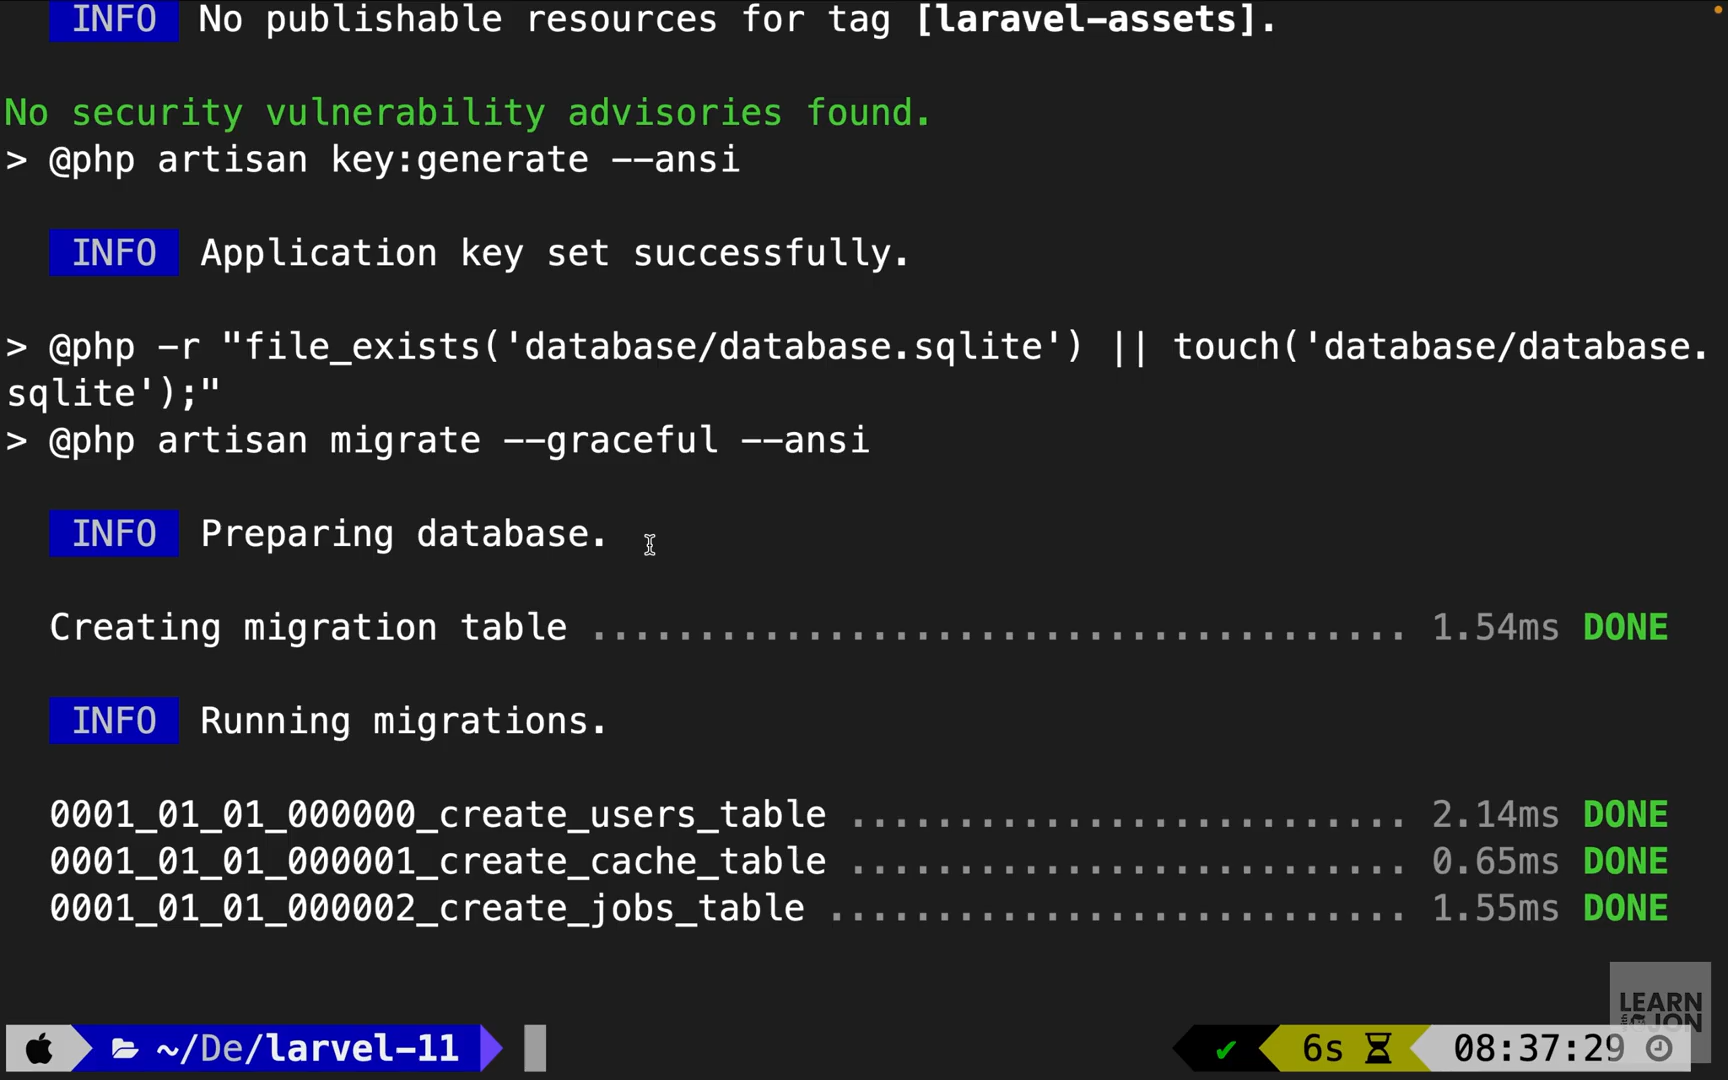 INFO No publishable resources for tag [laravel-assets].
No security vulnerability advisories found.
> @php artisan key:generate --ansi
INFO Application key set successfully.
> @php -r "file_exists('database/database.sqlite') || touch('database/database.
sqlite');"
> @php artisan migrate --graceful --ansi
INFO Preparing database.
Creating migration table ...................................... 1.54ms DONE
INFO Running migrations.
0001_01_01_000000_create_users_table .......................... 2.14ms DONE
0001_01_01_000001_create_cache_table .......................... 0.65ms DONE
0001_01_01_000002_create_jobs_table ........................... 1.55ms DONE
LEARN
with JON
~/De/larvel-11 ✔ 6s 08:37:29